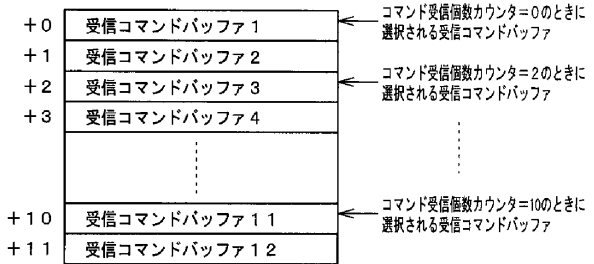 +0 受信コマンドバッファ1
コマンド受信個数カウンタ=0のときに
選択される受信コマンドバッファ
+1 受信コマンドバッファ2
+2 受信コマンドバッファ3
コマンド受信個数カウンター=2のときに
選択される受信コマンドバッファ
+3 受信コマンドバッファ4
+10 受信コマンドバッファ11
コマンド受信個数カウンター=10のときに
選択される受信コマンドバッファ
+11 受信コマンドバッファ12